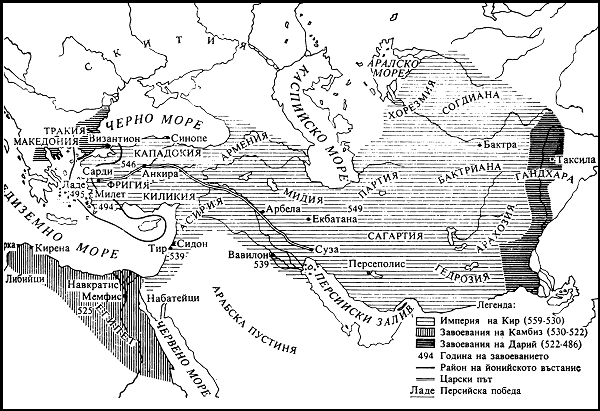 СКИТИЯ
АРАЛСКО
МОРЕ
КАСПИЙСКО МОРЕ
ХОРЕЗМИЯ
СОГДИАНА
ЧЕРНО МОРЕ
ТРАКИЯ
МАКЕДОНИЯ
Византион
Синопе
АРМЕНИЯ
Бактра
Таксила
КАПАДОКИЯ
546
Сарди
Анкира
ФРИГИЯ
Ладе
495
Милет
494
КИЛИКИЯ
АСИРИЯ
МИДИЯ
549
ПАРТИЯ
БАКТРИАНА
ГАНДХАРА
Арбела
Екбатана
САГАРТИЯ
АРАХОЗИЯ
ЕДИЗЕМНО МОРЕ
Кирена
Тир
Сидон
539
Вавилон
539
Суза
Персеполис
ГЕДРОЗИЯ
Либийци
Навкратис
Мемфис
525
ЕГИПЕТ
Набатейци
ЧЕРВЕНО МОРЕ
АРАБСКА ПУСТИНЯ
ПЕРСИЙСКИ ЗАЛИВ
Легенда:
Империя на Кир (559-530)
Завоевания на Камбиз (530-522)
Завоевания на Дарий (522-486)
494 Година на завоеванието
Район на йонийското въстание
Царски път
Ладе Персийска победа